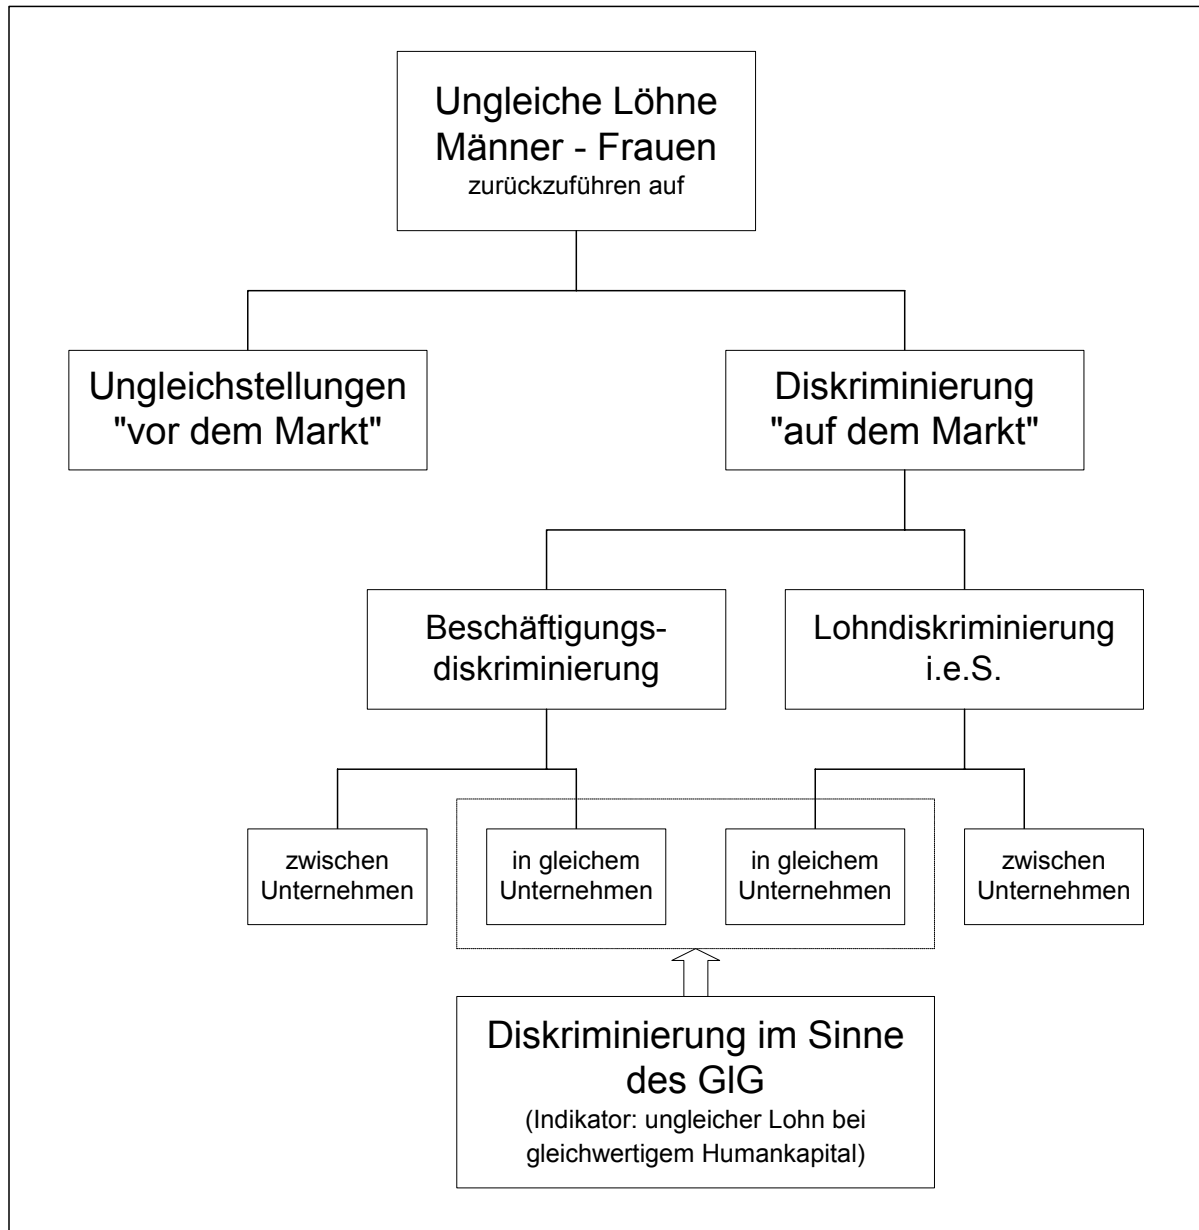 Ungleiche Löhne
Männer - Frauen
zurückzuführen auf
Ungleichstellungen
"vor dem Markt"
Diskriminierung
"auf dem Markt"
Beschäftigungs-
diskriminierung
Lohndiskriminierung
i.e.S.
zwischen
Unternehmen
in gleichem
Unternehmen
in gleichem
Unternehmen
zwischen
Unternehmen
Diskriminierung im Sinne
des GlG
(Indikator: ungleicher Lohn bei
gleichwertigem Humankapital)